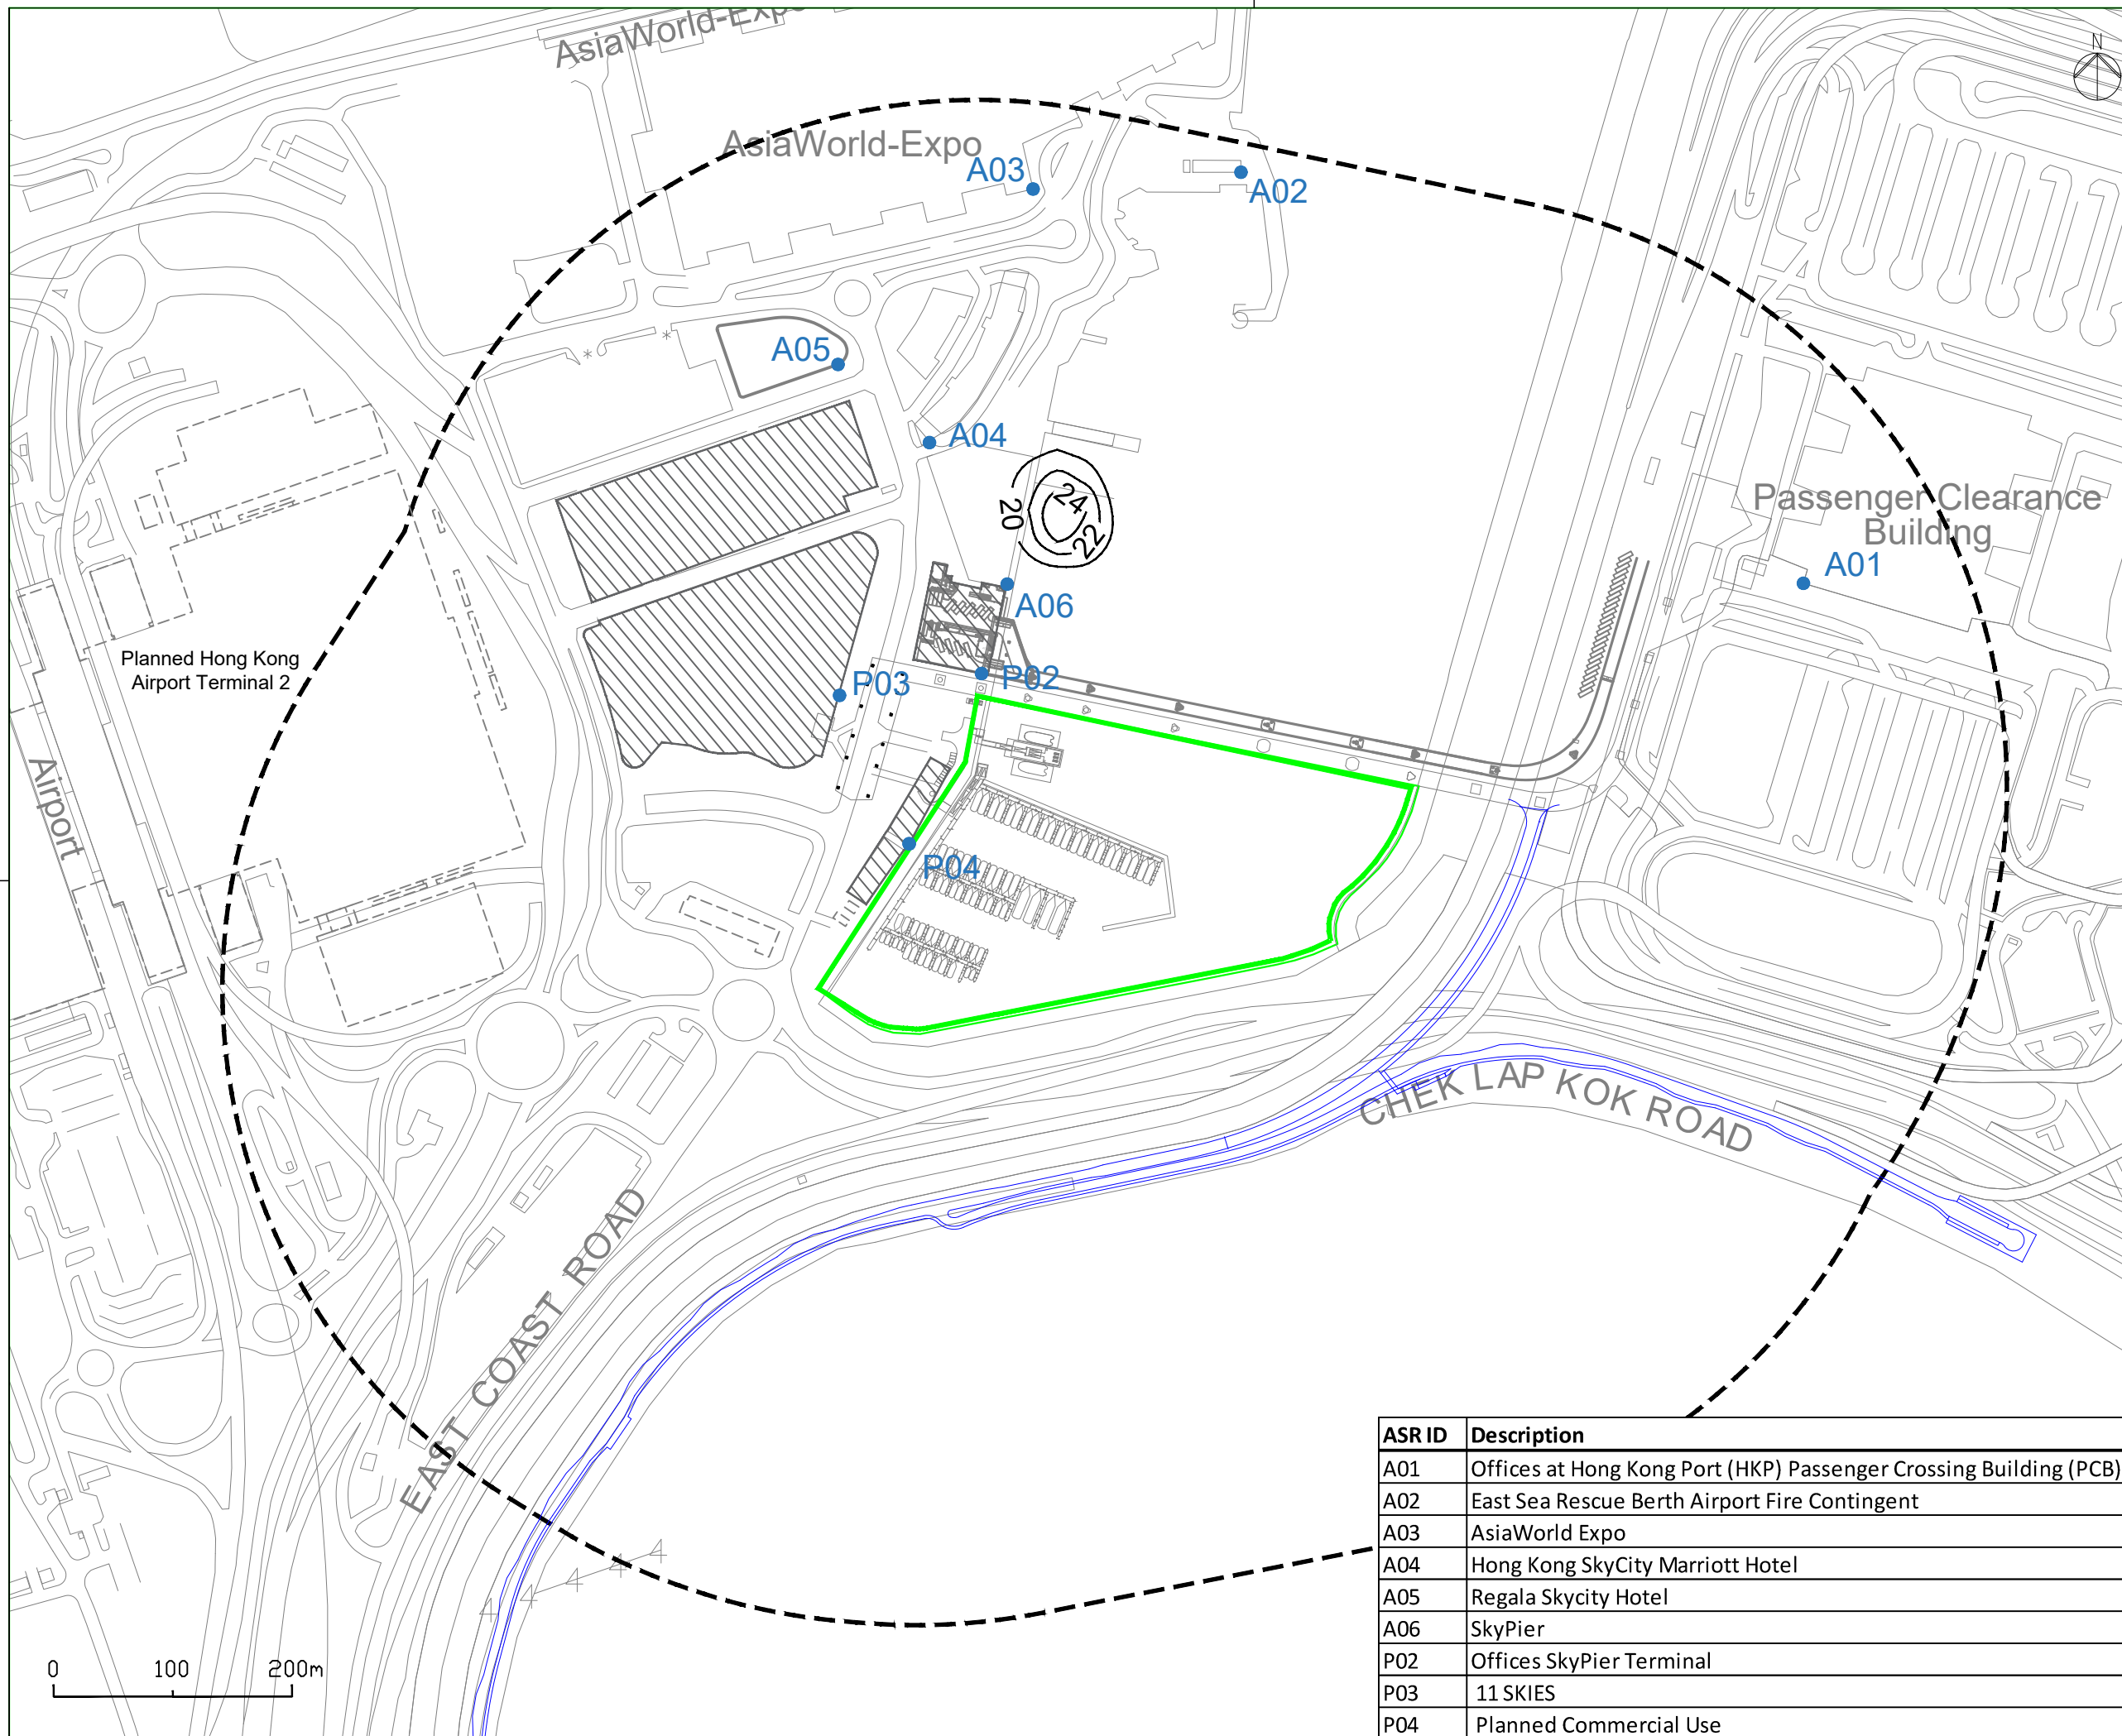 AsiaWorld-Expo
N
AsiaWorld-Expo
A03
A02
A05
A04
24
20
22
Passenger Clearance
Building
A01
A06
Planned Hong Kong
Airport Terminal 2
P02
P03
Airport
P04
CHEK LAP KOK ROAD
EAST COAST ROAD
0 100 200m
ASR ID Description
A01 Offices at Hong Kong Port (HKP) Passenger Crossing Building (PCB)
A02 East Sea Rescue Berth Airport Fire Contingent
A03 AsiaWorld Expo
A04 Hong Kong SkyCity Marriott Hotel
A05 Regala Skycity Hotel
A06 SkyPier
P02 Offices SkyPier Terminal
P03 11 SKIES
P04 Planned Commercial Use